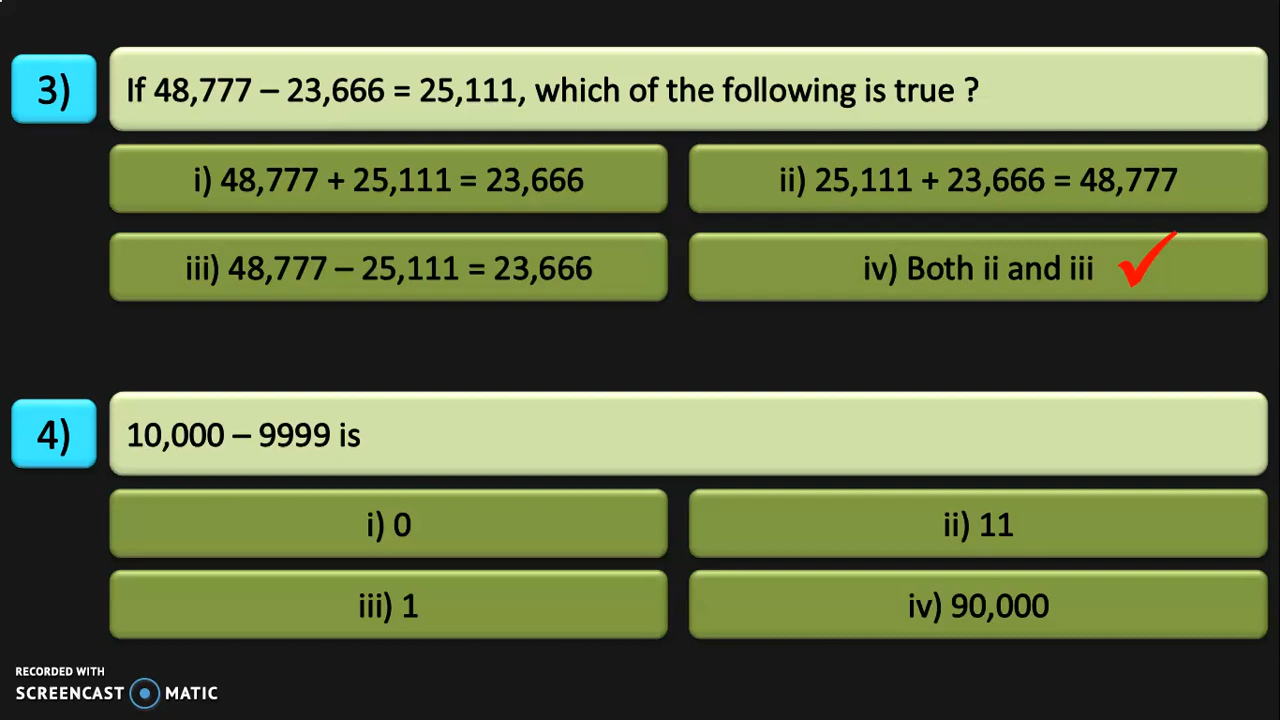 3)
If 48,777 – 23,666 = 25,111, which of the following is true ?
i) 48,777 + 25,111 = 23,666
ii) 25,111 + 23,666 = 48,777
iii) 48,777 – 25,111 = 23,666
iv) Both ii and iii
4)
10,000 – 9999 is
i) 0
ii) 11
iii) 1
iv) 90,000
RECORDED WITH
SCREENCAST MATIC